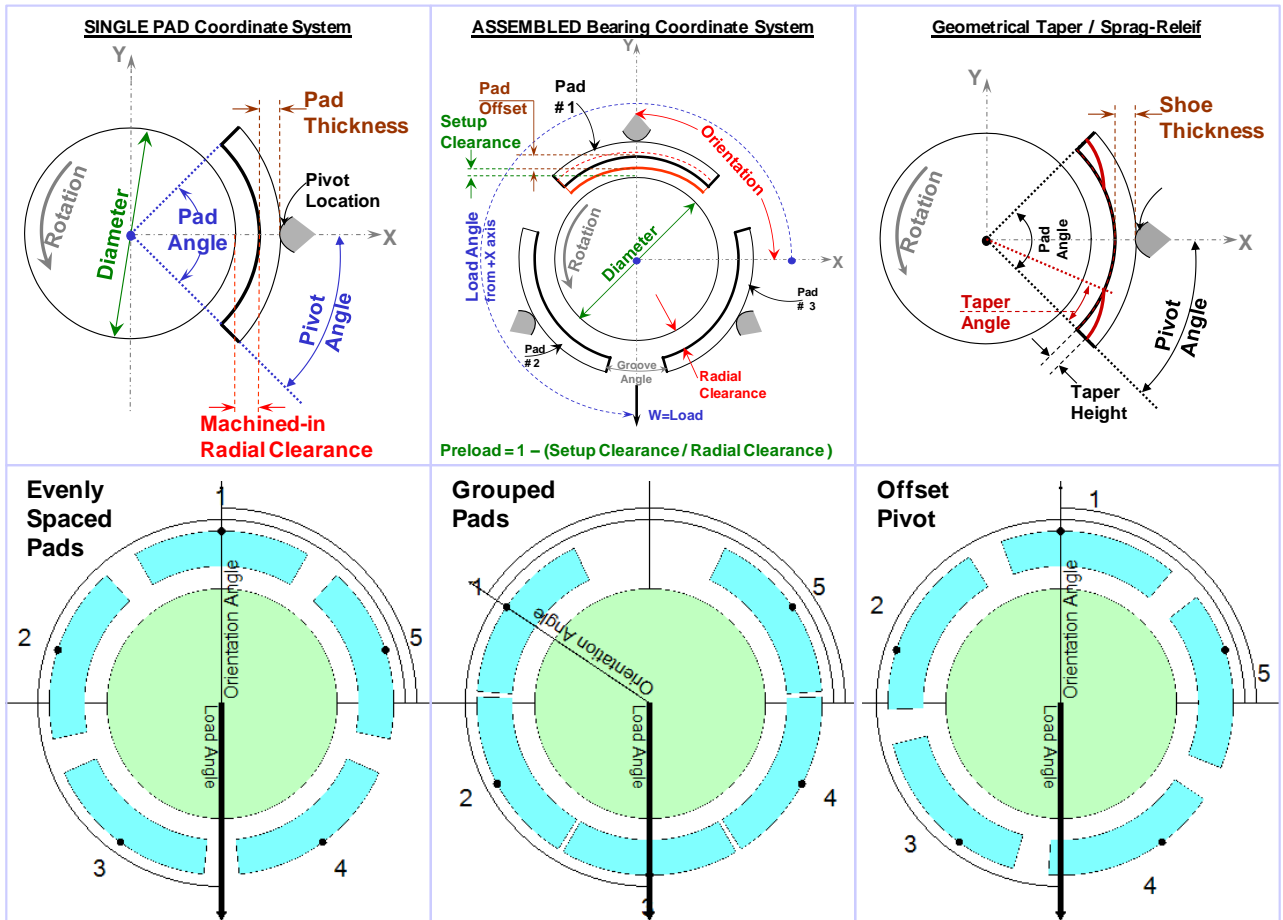 SINGLE PAD Coordinate System
Y
Pad
Thickness
Rotation
Diameter
Pad
Angle
Pivot
Location
X
Pivot
Angle
Machined-in
Radial Clearance
ASSEMBLED Bearing Coordinate System
Y
Pad
Offset
Pad
# 1
Setup
Clearance
Orientation
Load Angle
from +X axis
Rotation
Diameter
X
Pad
# 3
Pad
# 2
Groove
Angle
Radial
Clearance
W=Load
Preload = 1 – (Setup Clearance / Radial Clearance )
Geometrical Taper / Sprag-Releif
Y
Shoe
Thickness
Rotation
Pad
Angle
X
Taper
Angle
Pivot
Angle
Taper
Height
Evenly
Spaced
Pads
1
2
3
4
5
Orientation Angle
Load Angle
Grouped
Pads
1
2
4
5
Orientation Angle
Load Angle
Offset
Pivot
1
2
3
4
5
Orientation Angle
Load Angle